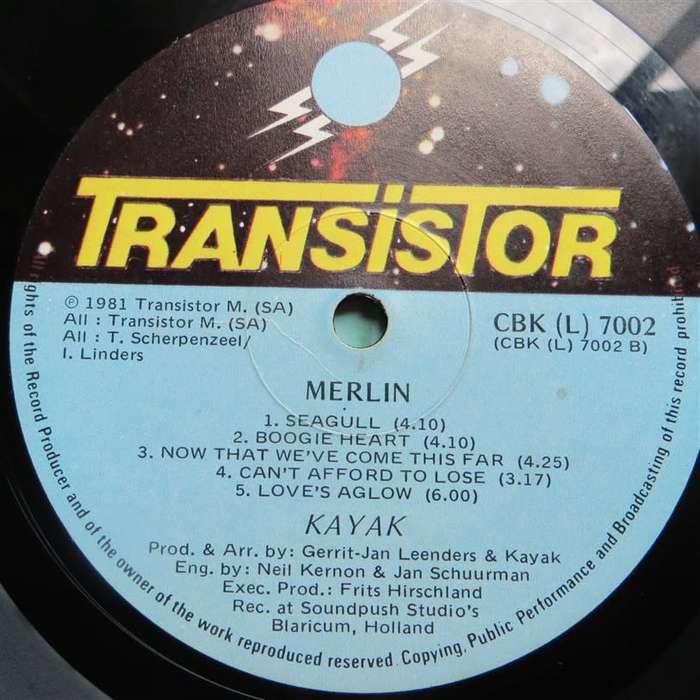 TRANSISTOR
℗ 1981 Transistor M. (SA)
All : Transistor M. (SA)
All : T. Scherpenzeel/
I. Linders
CBK (L) 7002
(CBK (L) 7002 B)
MERLIN
1. SEAGULL (4.10)
2. BOOGIE HEART (4.10)
3. NOW THAT WE'VE COME THIS FAR (4.25)
4. CAN'T AFFORD TO LOSE (3.17)
5. LOVE'S AGLOW (6.00)
KAYAK
Prod. & Arr. by: Gerrit-Jan Leenders & Kayak
Eng. by: Neil Kernon & Jan Schuurman
Exec. Prod.: Frits Hirschland
Rec. at Soundpush Studio's
Blaricum, Holland
All rights of the Record Producer and of the owner of the work reproduced reserved. Copying, Public Performance and Broadcasting of this record prohibited